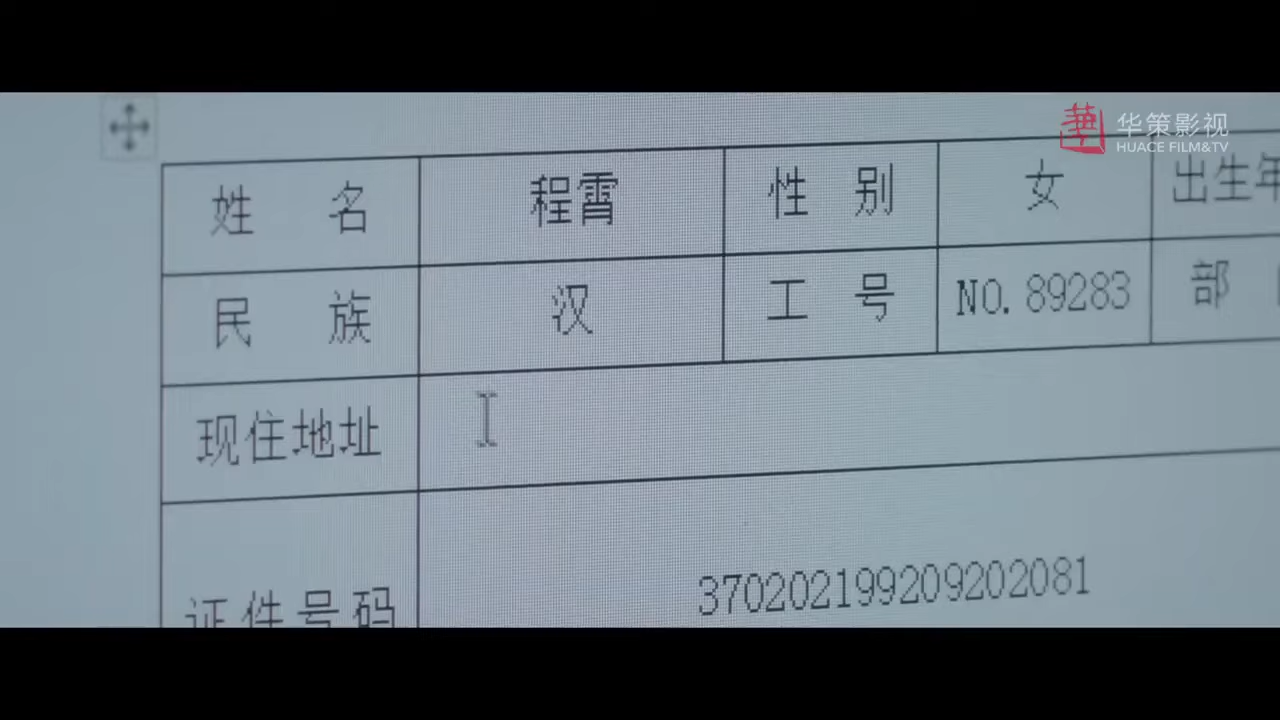 华策影视
HUACE FILM&TV
姓 名 程霄 性 别 女 出生年
民 族 汉 工 号 NO.89283 部
现住地址
证件号码 370202199209202081